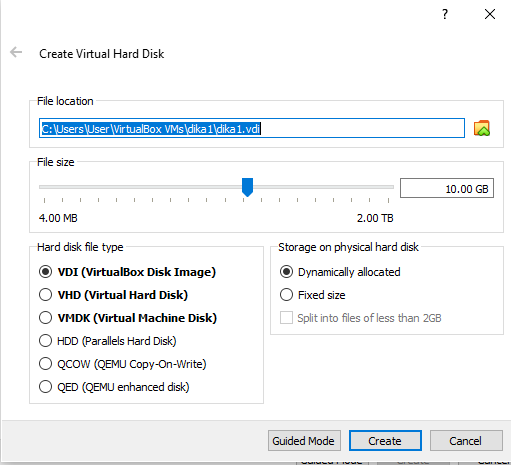 ?
Create Virtual Hard Disk
File location
C:\Users\User\VirtualBox VMs\dika1\dika1.vdi
File size
10.00 GB
4.00 MB 2.00 TB
Hard disk file type
VDI (VirtualBox Disk Image)
VHD (Virtual Hard Disk)
VMDK (Virtual Machine Disk)
HDD (Parallels Hard Disk)
QCOW (QEMU Copy-On-Write)
QED (QEMU enhanced disk)
Storage on physical hard disk
Dynamically allocated
Fixed size
Split into files of less than 2GB
Guided Mode Create Cancel